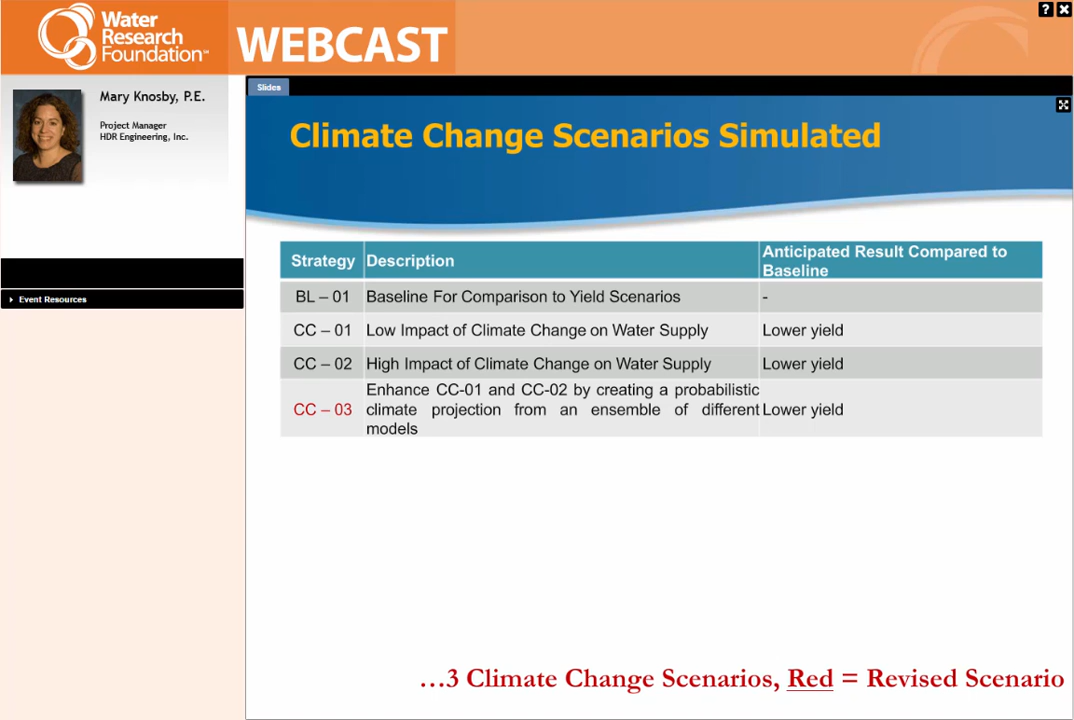 Water
Research
Foundation℠
WEBCAST
Mary Knosby, P.E.
Project Manager
HDR Engineering, Inc.
Event Resources
Slides
Climate Change Scenarios Simulated
Strategy Description Anticipated Result Compared to
Baseline
BL – 01 Baseline For Comparison to Yield Scenarios -
CC – 01 Low Impact of Climate Change on Water Supply Lower yield
CC – 02 High Impact of Climate Change on Water Supply Lower yield
Enhance CC-01 and CC-02 by creating a probabilistic
CC – 03 climate projection from an ensemble of different Lower yield
models
…3 Climate Change Scenarios, Red = Revised Scenario